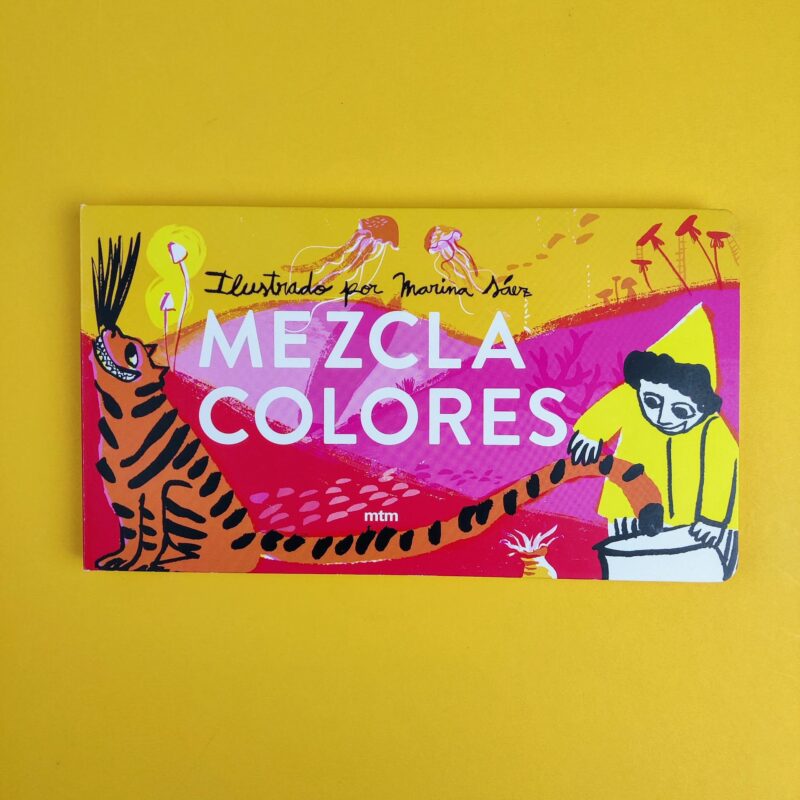 Ilustrado por Marina Sáez
MEZCLA
COLORES
mtm